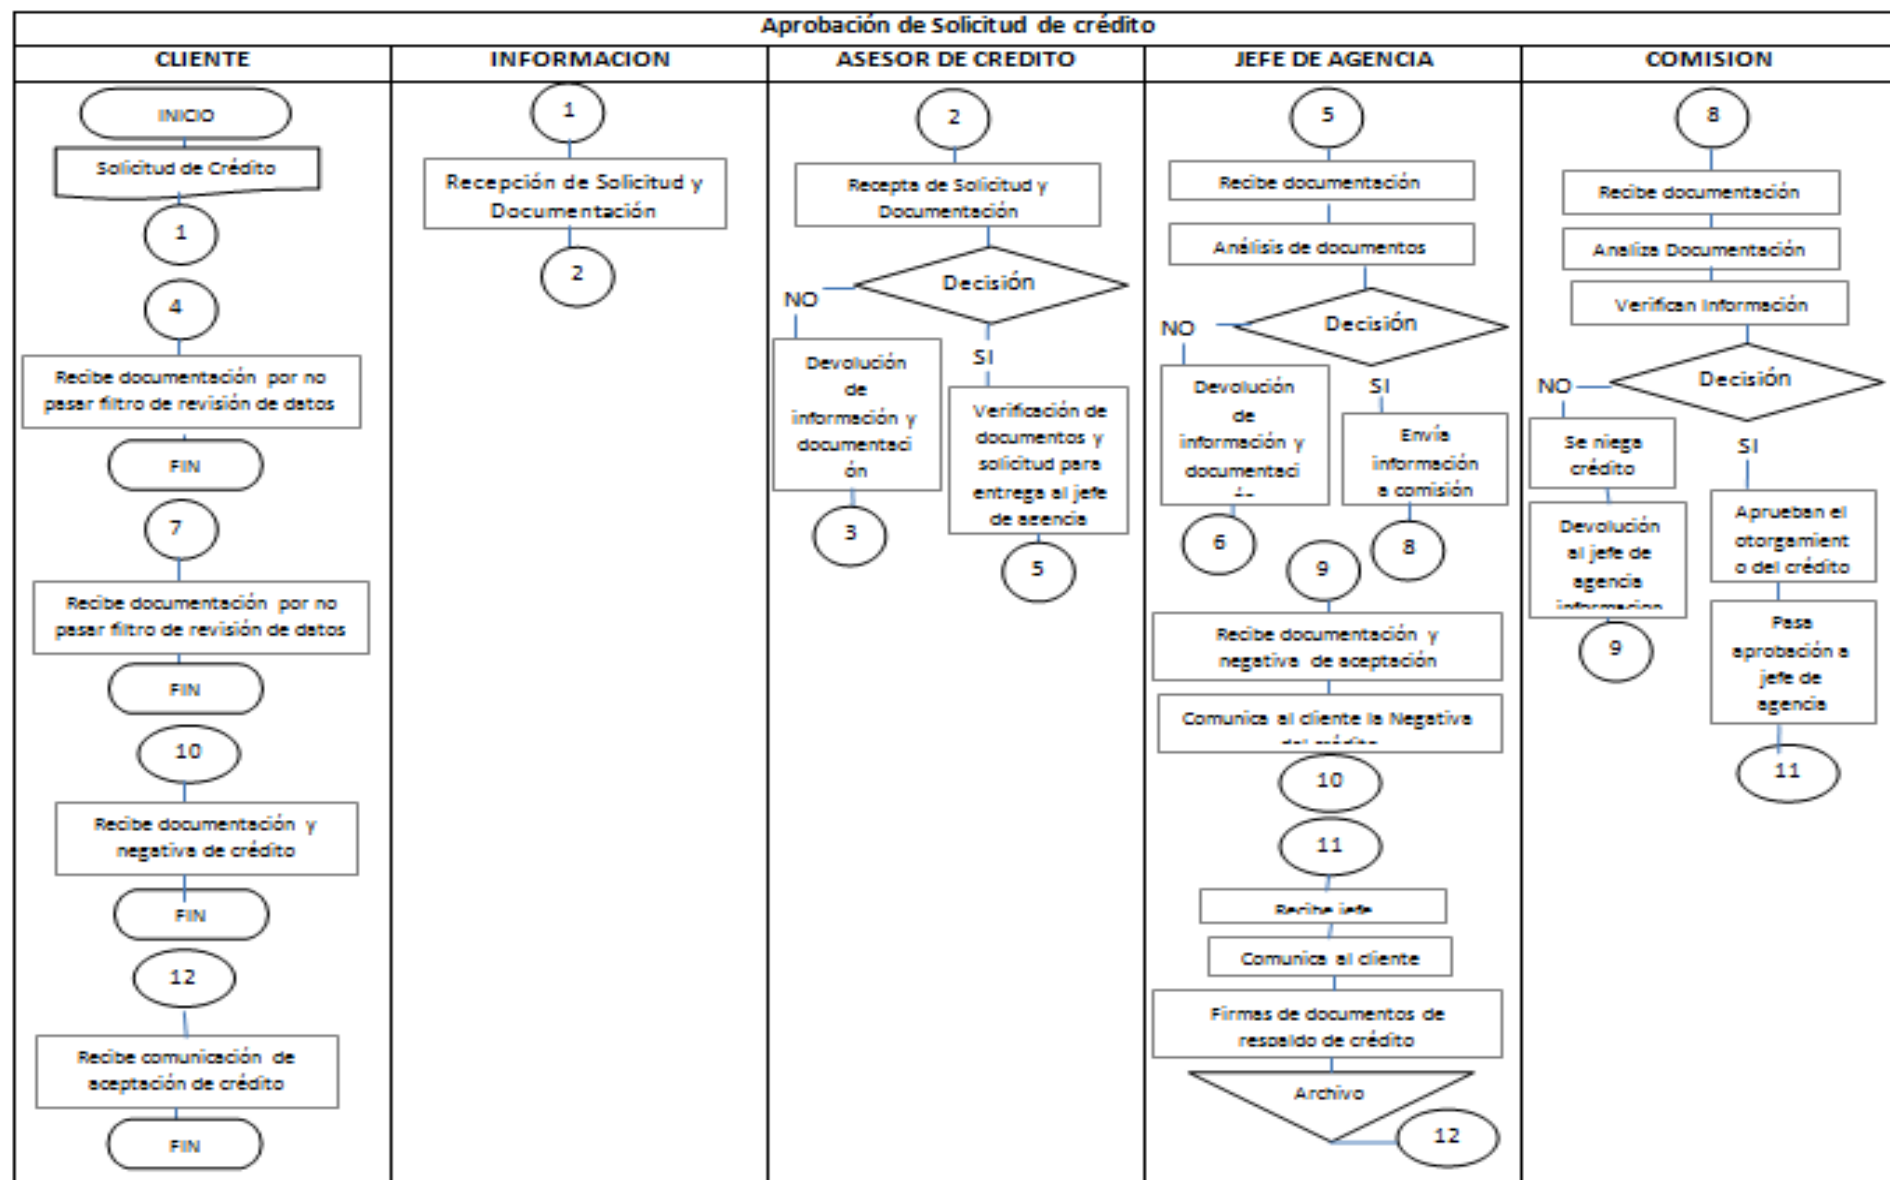 Aprobación de Solicitud de crédito
CLIENTE
INFORMACION
ASESOR DE CREDITO
JEFE DE AGENCIA
COMISION
INICIO
Solicitud de Crédito
1
4
Recibe documentación por no
pasar filtro de revisión de datos
FIN
7
Recibe documentación por no
pasar filtro de revisión de datos
FIN
10
Recibe documentación y
negativa de crédito
FIN
12
Recibe comunicación de
aceptación de crédito
FIN
1
Recepción de Solicitud y
Documentación
2
2
Recepta de Solicitud y
Documentación
Decisión
NO
SI
Devolución
de
información y
documentaci
ón
3
Verificación de
documentos y
solicitud para
entrega al jefe
de agencia
5
5
Recibe documentación
Análisis de documentos
Decisión
NO
SI
Devolución
de
información y
documentaci
6
Envía
información
a comisión
8
9
Recibe documentación y
negativa de aceptación
Comunica al cliente la Negativa
del crédito
10
11
Recibe jefe
Comunica al cliente
Firmas de documentos de
respaldo de crédito
Archivo
12
8
Recibe documentación
Analiza Documentación
Verifican Información
Decisión
NO
SI
Se niega
crédito
Devolución
al jefe de
agencia
informacion
9
Aprueban el
otorgamient
o del crédito
Pasa
aprobación a
jefe de
agencia
11